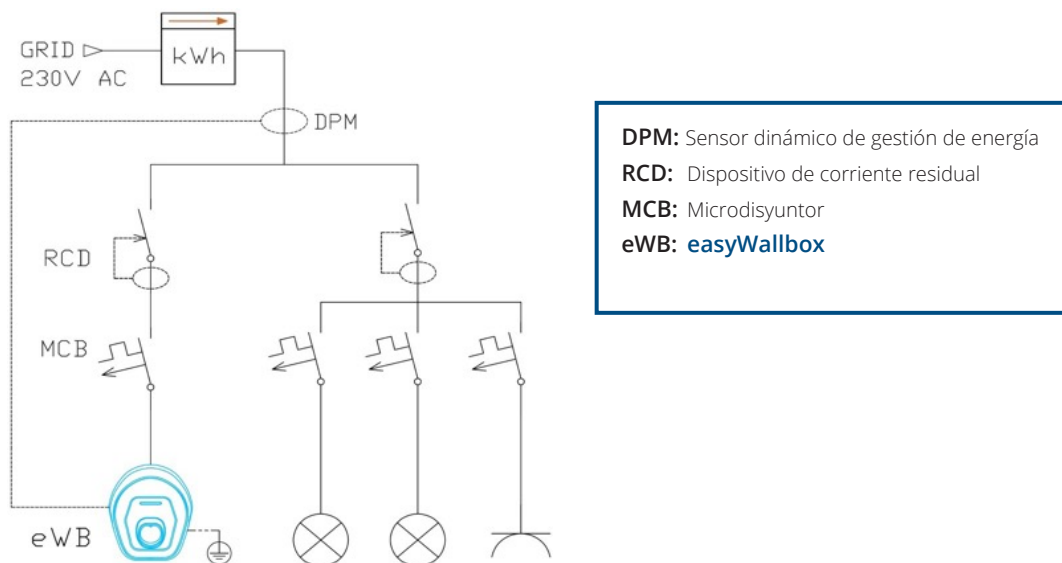 GRID
230V AC
kWh
DPM
RCD
MCB
eWB
DPM: Sensor dinámico de gestión de energía
RCD: Dispositivo de corriente residual
MCB: Microdisyuntor
eWB: easyWallbox